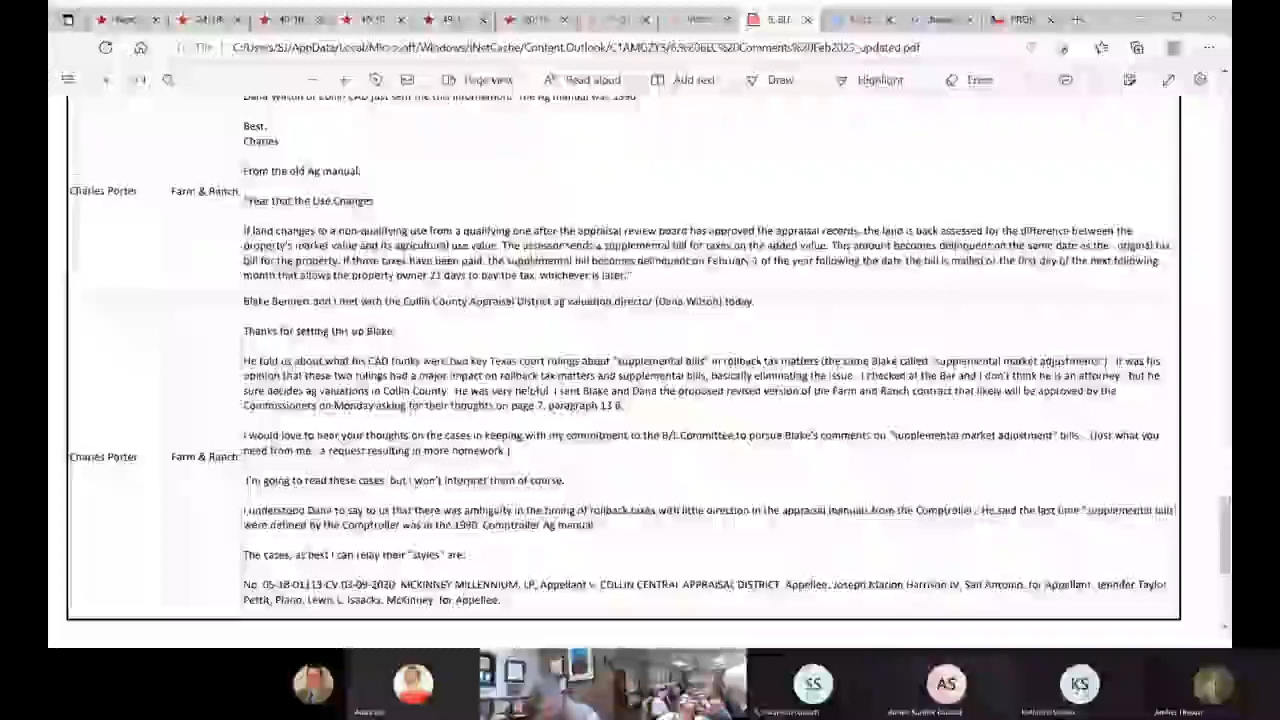 C:/Users/SJ/AppData/Local/Microsoft/Windows/INetCache/Content.Outlook/
Page view Read aloud Add text Draw Highlight Erase
Dana Wilson of Collin CAD just sent me this information. The Ag manual was 1990
Best,
Charles
From the old Ag manual.
Charles Porter Farm & Ranch
"Year that the Use Changes
If land changes to a non-qualifying use from a qualifying one after the appraisal review board has approved the appraisal records, the land is back assessed for the difference between the
property's market value and its agricultural use value. The assessor sends a supplemental bill for taxes on the added value. This amount becomes delinquent on the same date as the original tax
bill for the property. If those taxes have been paid, the supplemental bill becomes delinquent on February 1 of the year following the date the bill is mailed or the first day of the next following
month that allows the property owner 21 days to pay the tax, whichever is later."
Blake Bennett and I met with the Collin County Appraisal District ag valuation director (Dana Wilson) today.
Thanks for setting this up Blake.
He told us about what his CAD thinks were two key Texas court rulings about "supplemental bills" in rollback tax matters (the same Blake called "supplemental market adjustments") It was his
opinion that these two rulings had a major impact on rollback tax matters and supplemental bills, basically eliminating the issue. I checked at the Bar and I don't think he is an attorney but he
sure decides ag valuations in Collin County. He was very helpful. I sent Blake and Dana the proposed revised version of the Farm and Ranch contract that likely will be approved by the
Commissioners on Monday asking for their thoughts on page 7, paragraph 13 B.
I would love to hear your thoughts on the cases in keeping with my commitment to the B/L Committee to pursue Blake's comments on "supplemental market adjustment" bills. (Just what you
Charles Porter Farm & Ranch need from me a request resulting in more homework.)
I'm going to read these cases but I won't interpret them of course.
I understood Dana to say to us that there was ambiguity in the timing of rollback taxes with little direction in the appraisal manuals from the Comptroller. He said the last time "supplemental bills
were defined by the Comptroller was in the 1990 Comptroller Ag manual
The cases, as best I can relay their "styles" are:
No. 05-18-01113-CV 03-09-2020 MCKINNEY MILLENNIUM, LP, Appellant v. COLLIN CENTRAL APPRAISAL DISTRICT, Appellee. Joseph Marion Harrison IV, San Antonio, for Appellant. Jennifer Taylor
Pettit, Plano, Lewis L. Isaacks, McKinney for Appellee.
SS AS KS